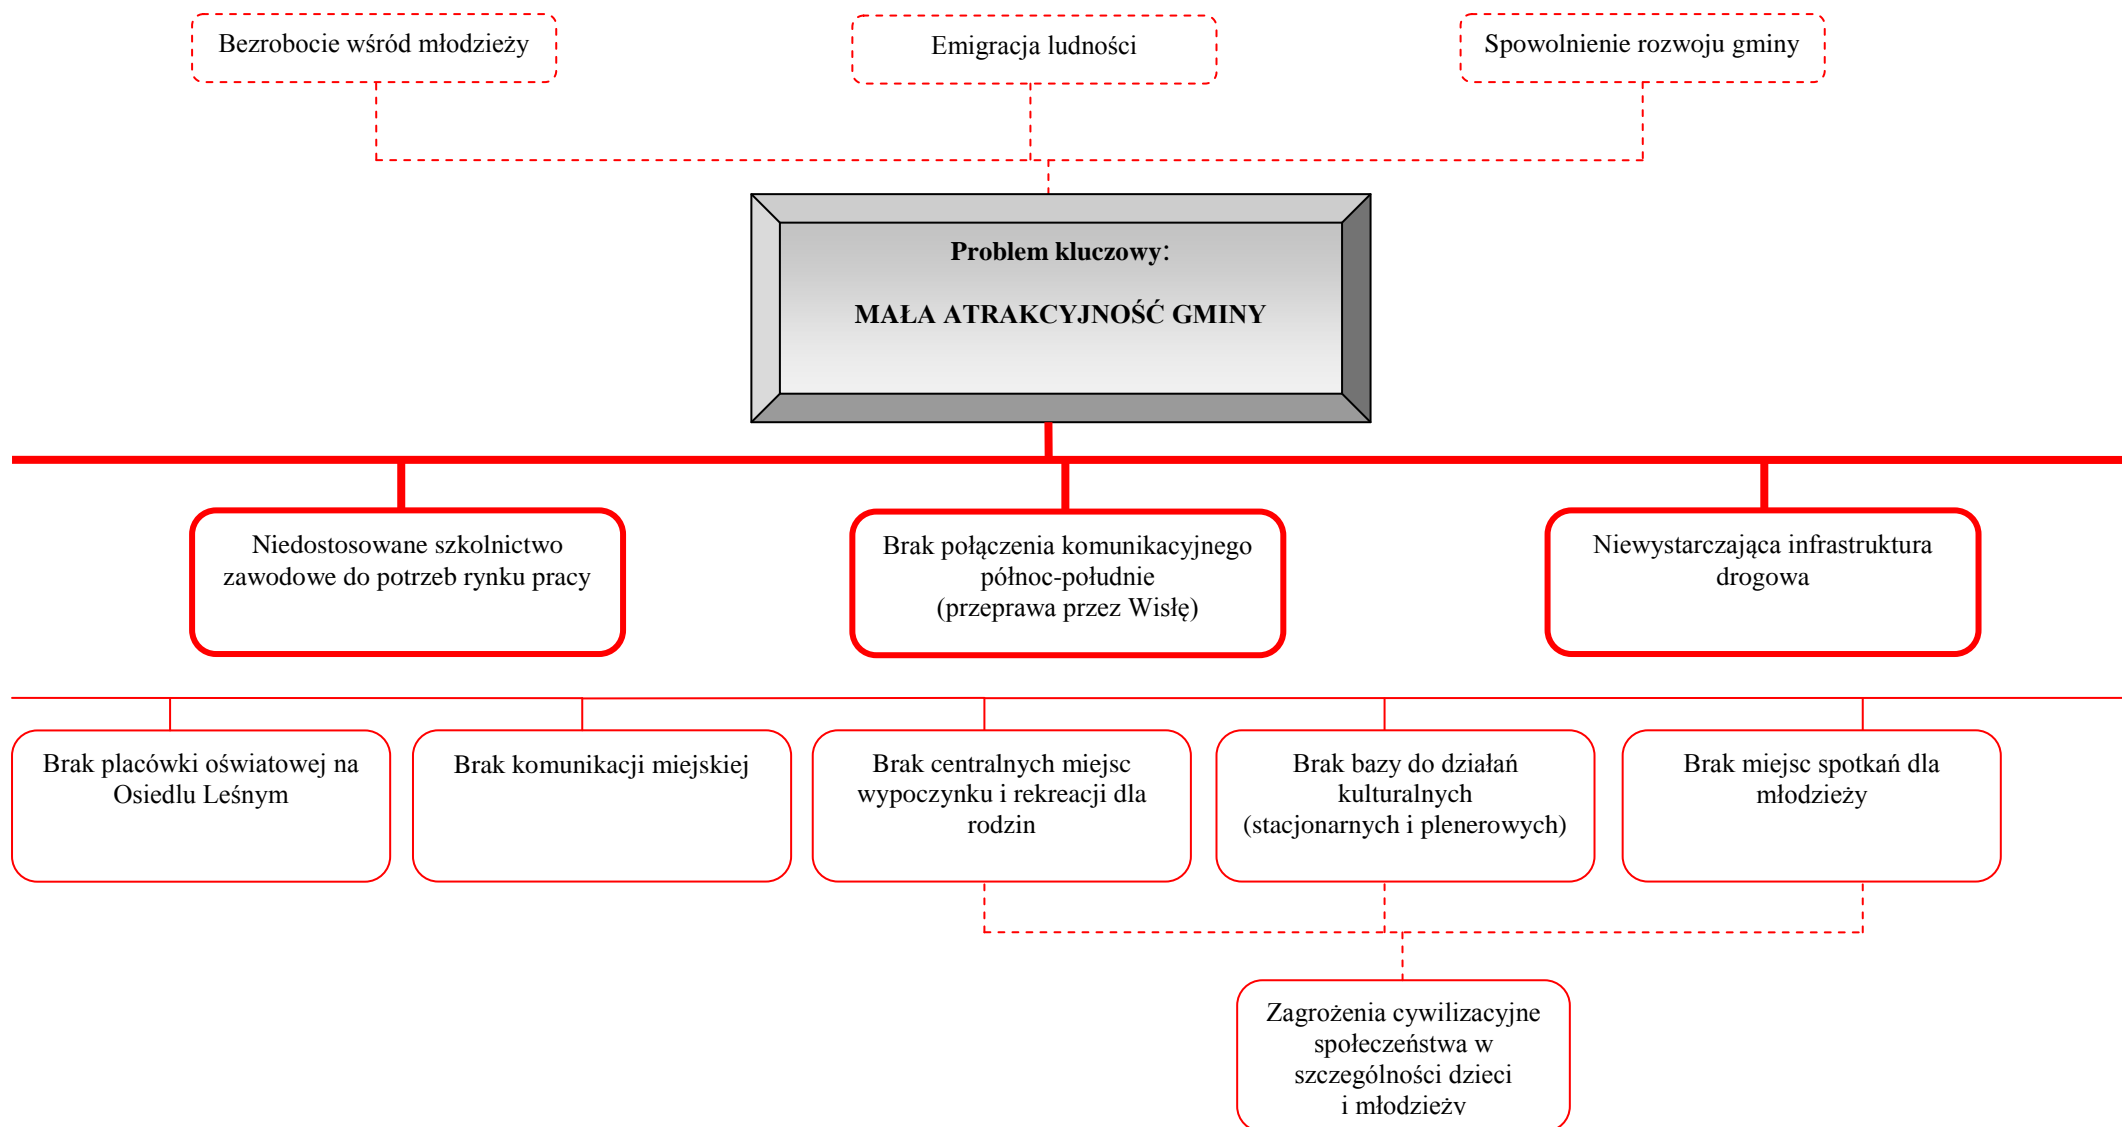 Bezrobocie wśród młodzieży
Emigracja ludności
Spowolnienie rozwoju gminy
Problem kluczowy:
MAŁA ATRAKCYJNOŚĆ GMINY
Niedostosowane szkolnictwo
zawodowe do potrzeb rynku pracy
Brak połączenia komunikacyjnego
północ-południe
(przeprawa przez Wisłę)
Niewystarczająca infrastruktura
drogowa
Brak placówki oświatowej na
Osiedlu Leśnym
Brak komunikacji miejskiej
Brak centralnych miejsc
wypoczynku i rekreacji dla
rodzin
Brak bazy do działań
kulturalnych
(stacjonarnych i plenerowych)
Brak miejsc spotkań dla
młodzieży
Zagrożenia cywilizacyjne
społeczeństwa w
szczególności dzieci
i młodzieży